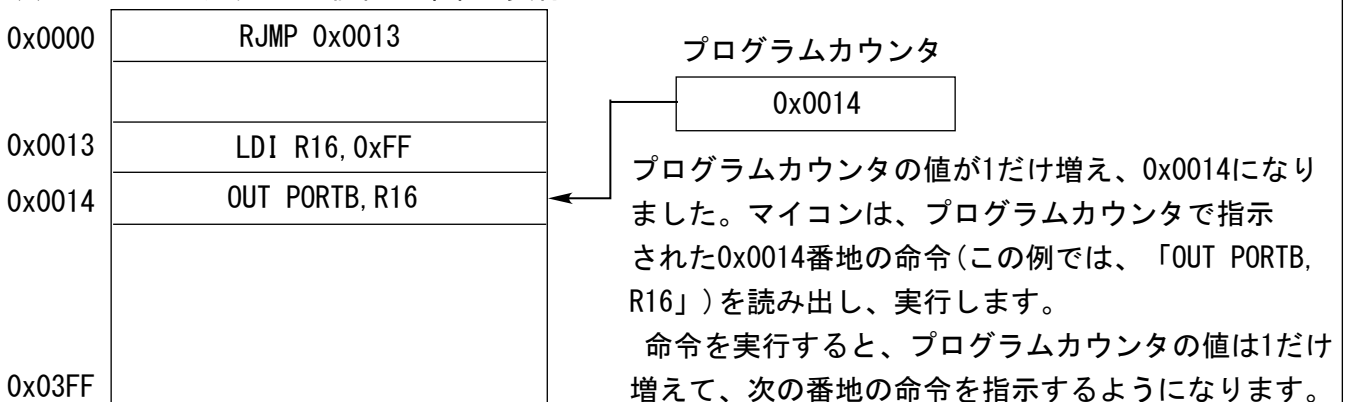 0x0000
RJMP 0x0013
0x0013
LDI R16,0xFF
0x0014
OUT PORTB,R16
0x03FF
プログラムカウンタ
0x0014
プログラムカウンタの値が1だけ増え、0x0014になり
ました。マイコンは、プログラムカウンタで指示
された0x0014番地の命令(この例では、「OUT PORTB,
R16」)を読み出し、実行します。
命令を実行すると、プログラムカウンタの値は1だけ
増えて、次の番地の命令を指示するようになります。